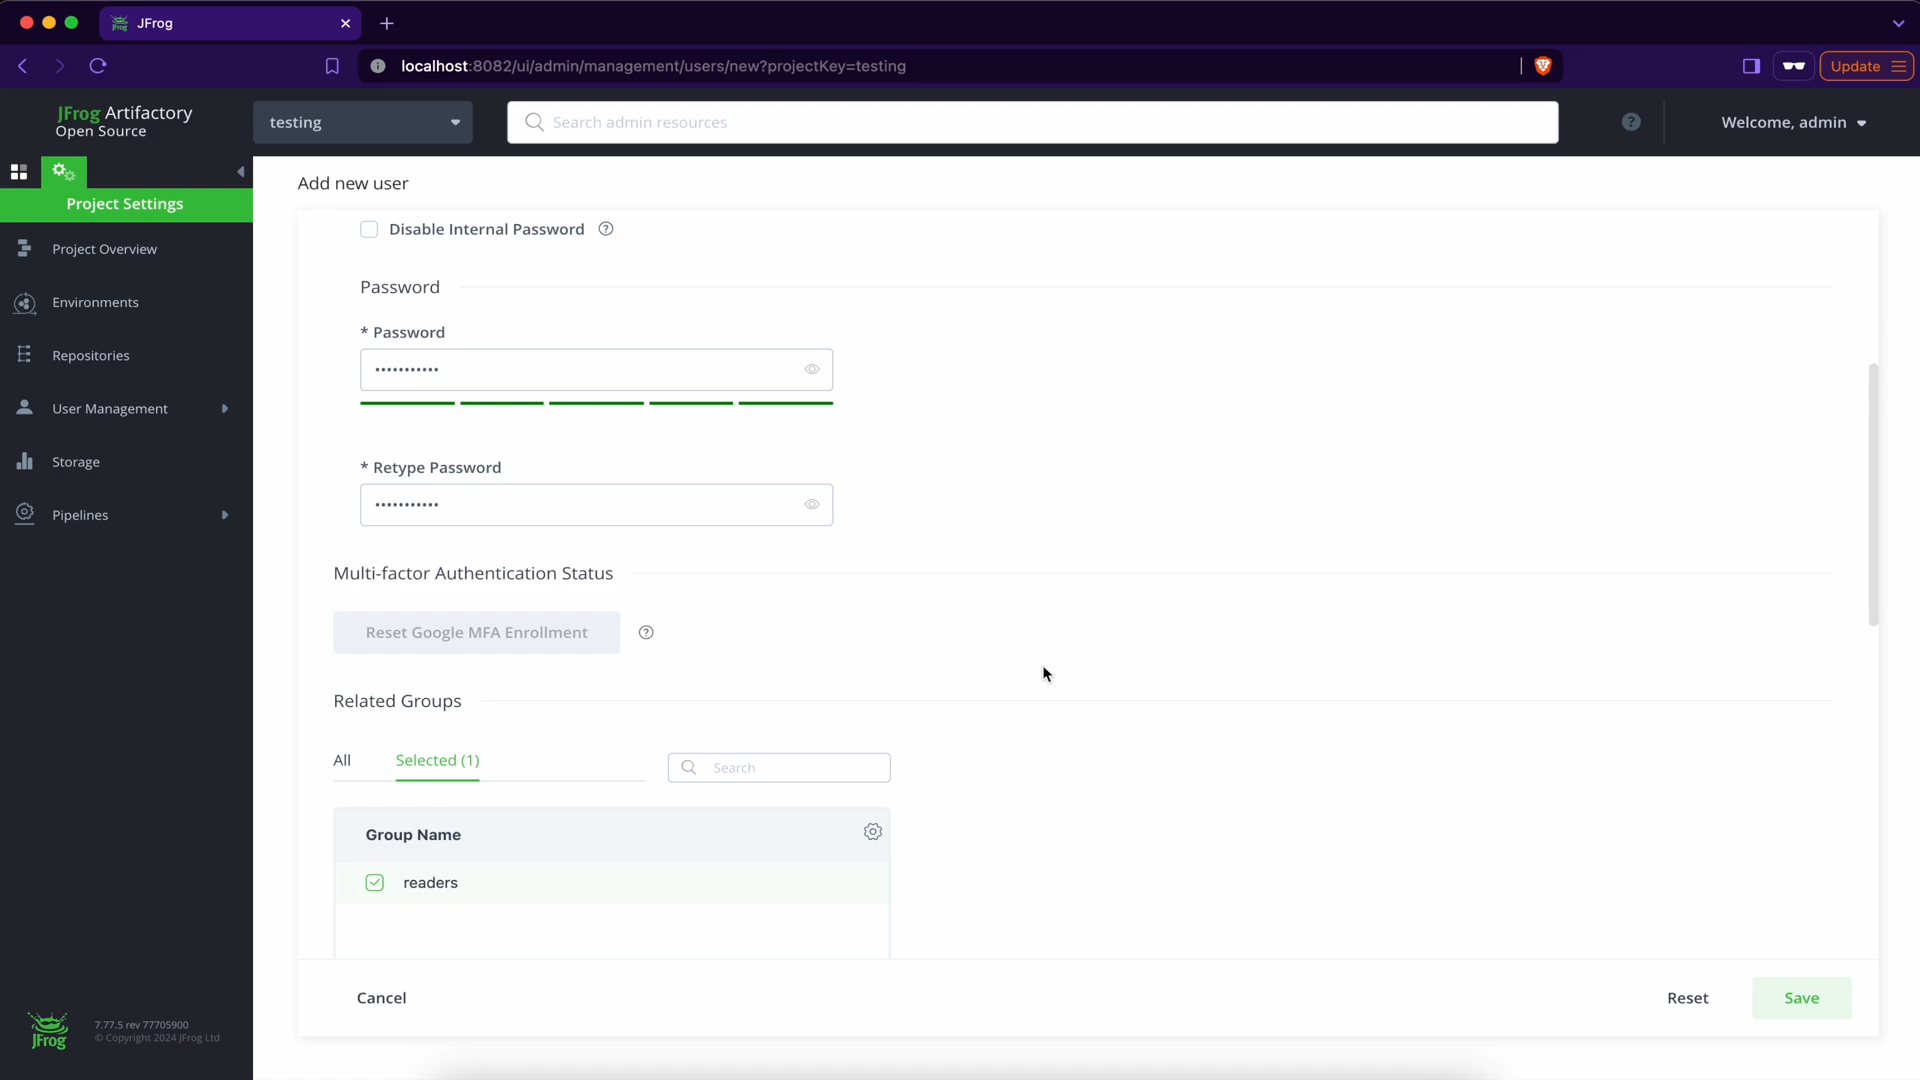 JFrog
localhost:8082/ui/admin/management/users/new?projectKey=testing
Update
JFrog Artifactory
Open Source
testing
Search admin resources
?
Welcome, admin
Project Settings
Project Overview
Environments
Repositories
User Management
Storage
Pipelines
Add new user
Disable Internal Password ?
Password
* Password
•••••••••••
* Retype Password
•••••••••••
Multi-factor Authentication Status
Reset Google MFA Enrollment ?
Related Groups
All
Selected (1)
Search
Group Name
readers
Cancel
Reset
Save
JFrog
7.77.5 rev 77705900
© Copyright 2024 JFrog Ltd